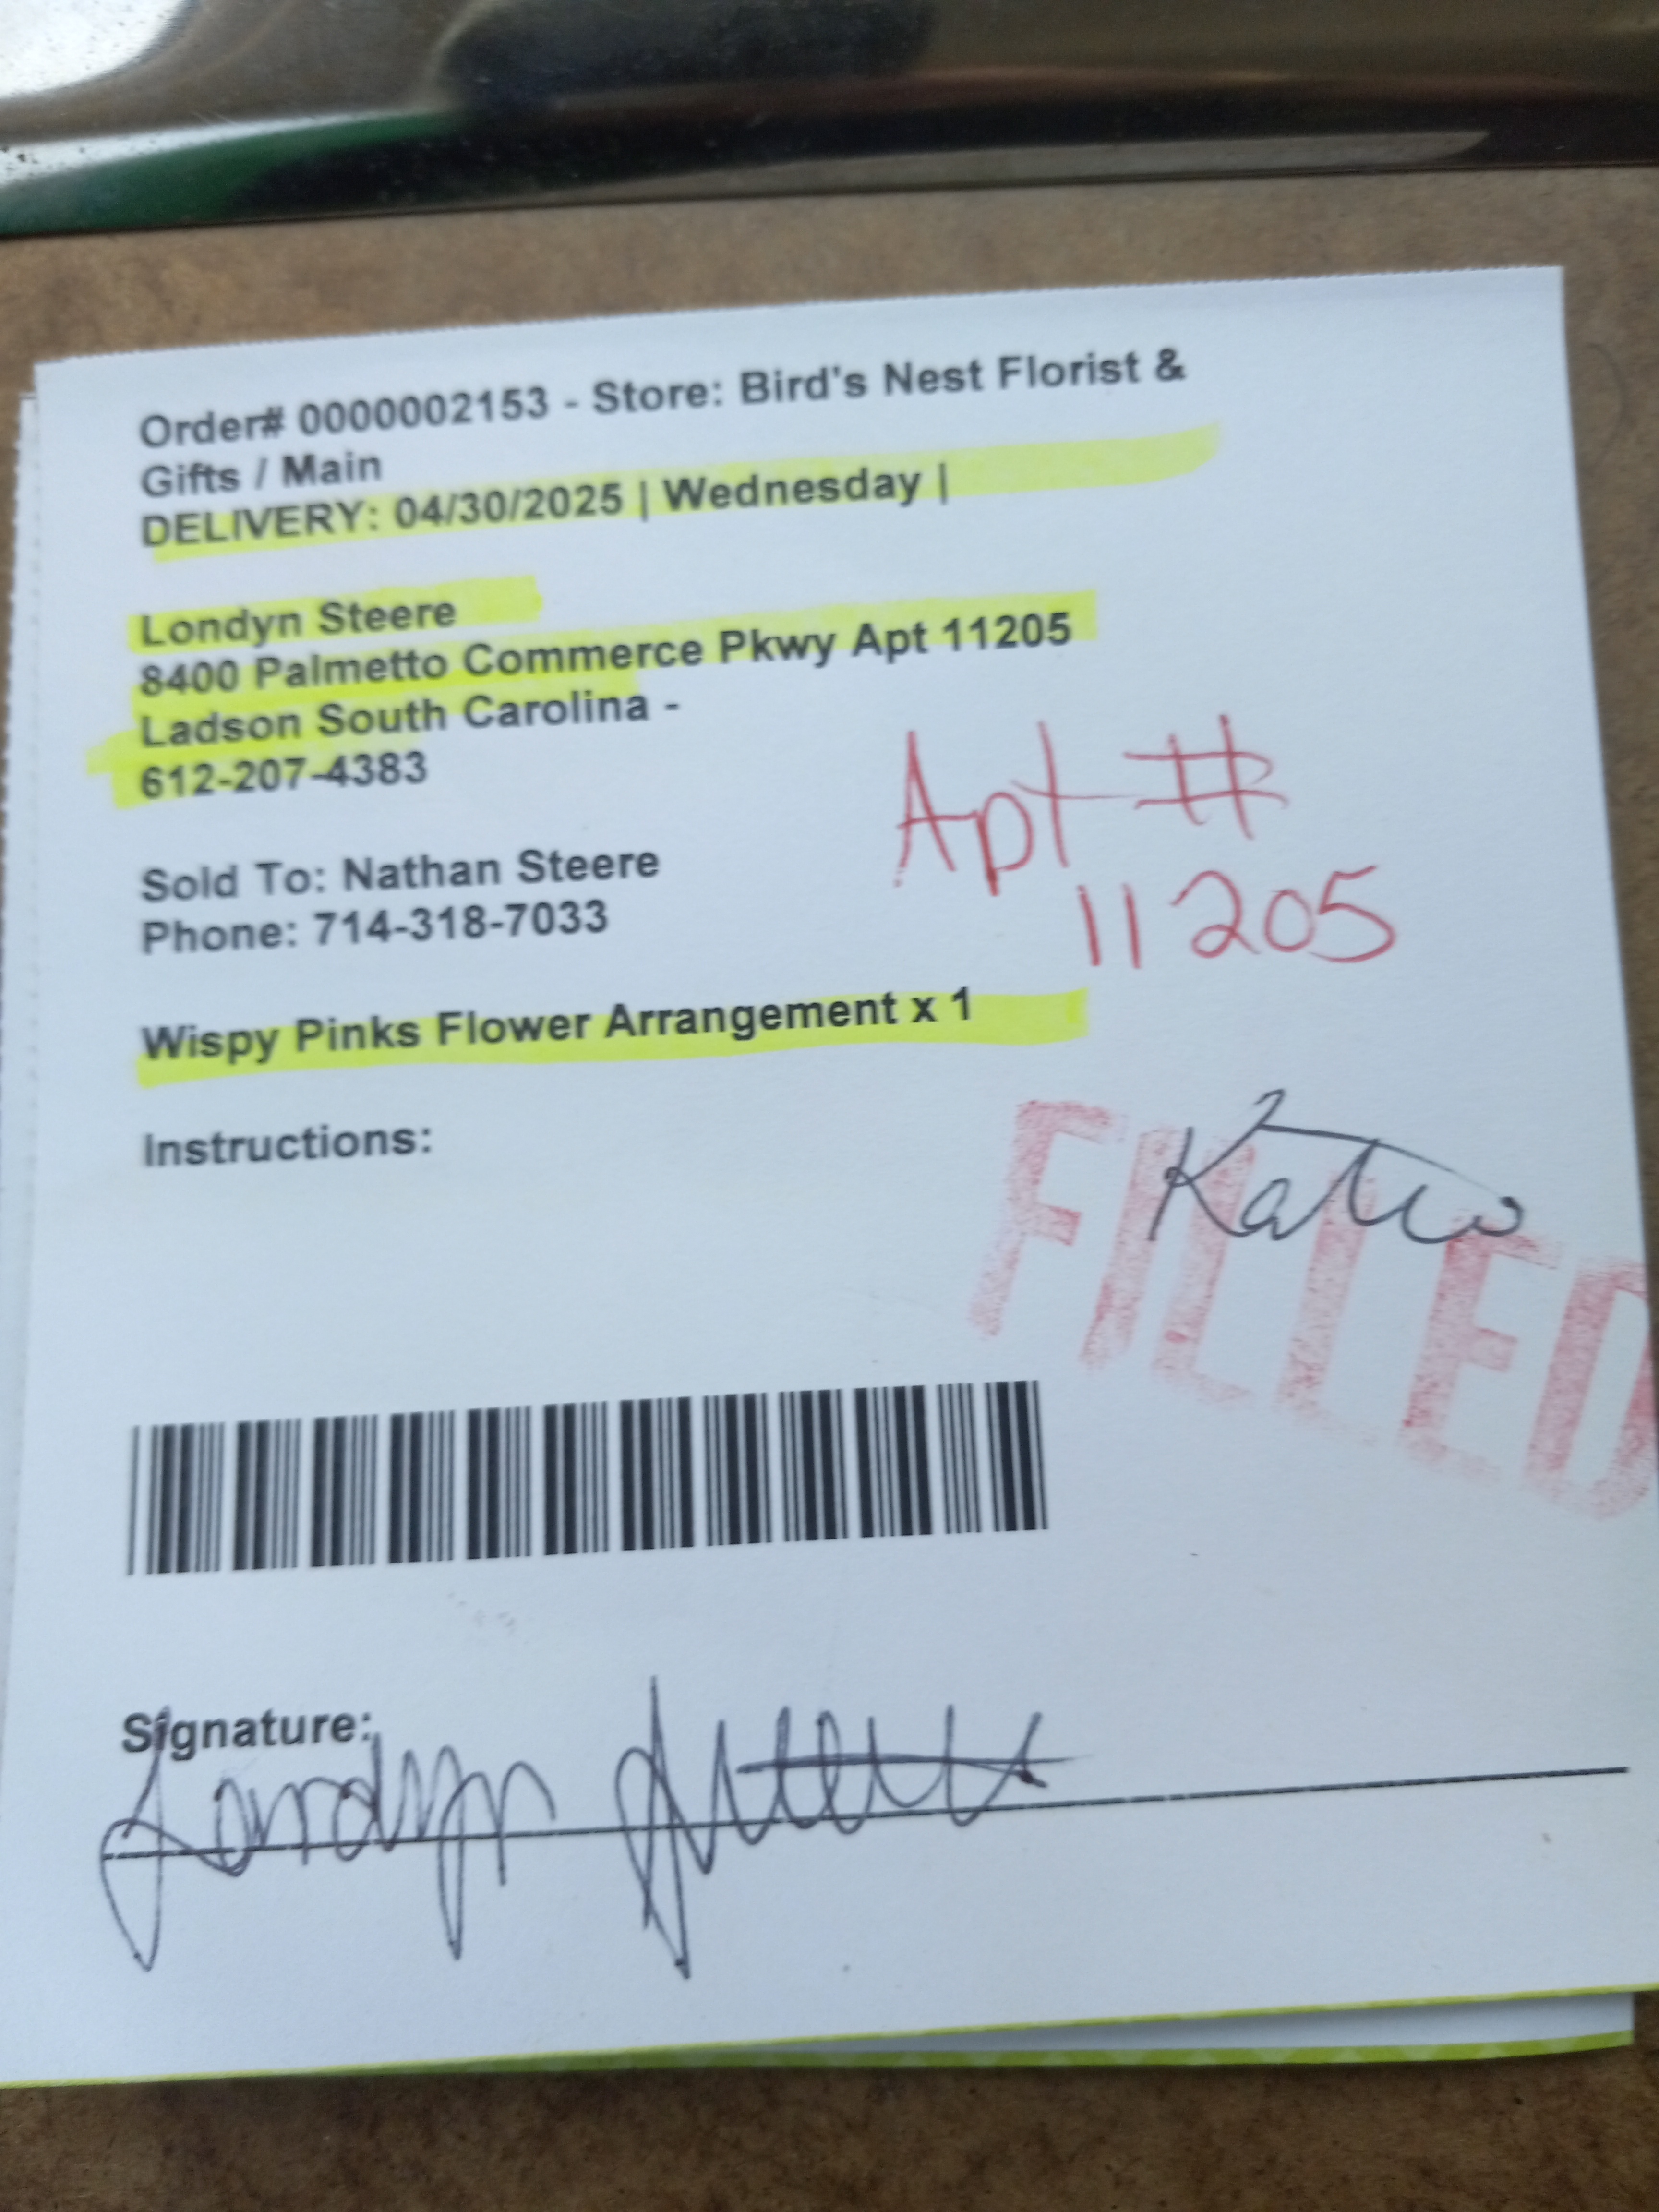 Order# 0000002153 - Store: Bird's Nest Florist &
Gifts / Main
DELIVERY: 04/30/2025 | Wednesday |
Londyn Steere
8400 Palmetto Commerce Pkwy Apt 11205
Ladson South Carolina -
612-207-4383
Apt #
11205
Sold To: Nathan Steere
Phone: 714-318-7033
Wispy Pinks Flower Arrangement x 1
Instructions:
FILLED
Signature:
Londyn Steere